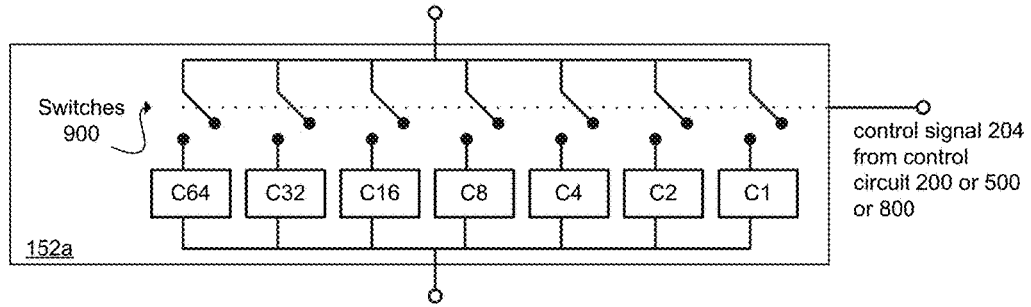 Switches
900
C64
C32
C16
C8
C4
C2
C1
control signal 204
from control
circuit 200 or 500
or 800
152a